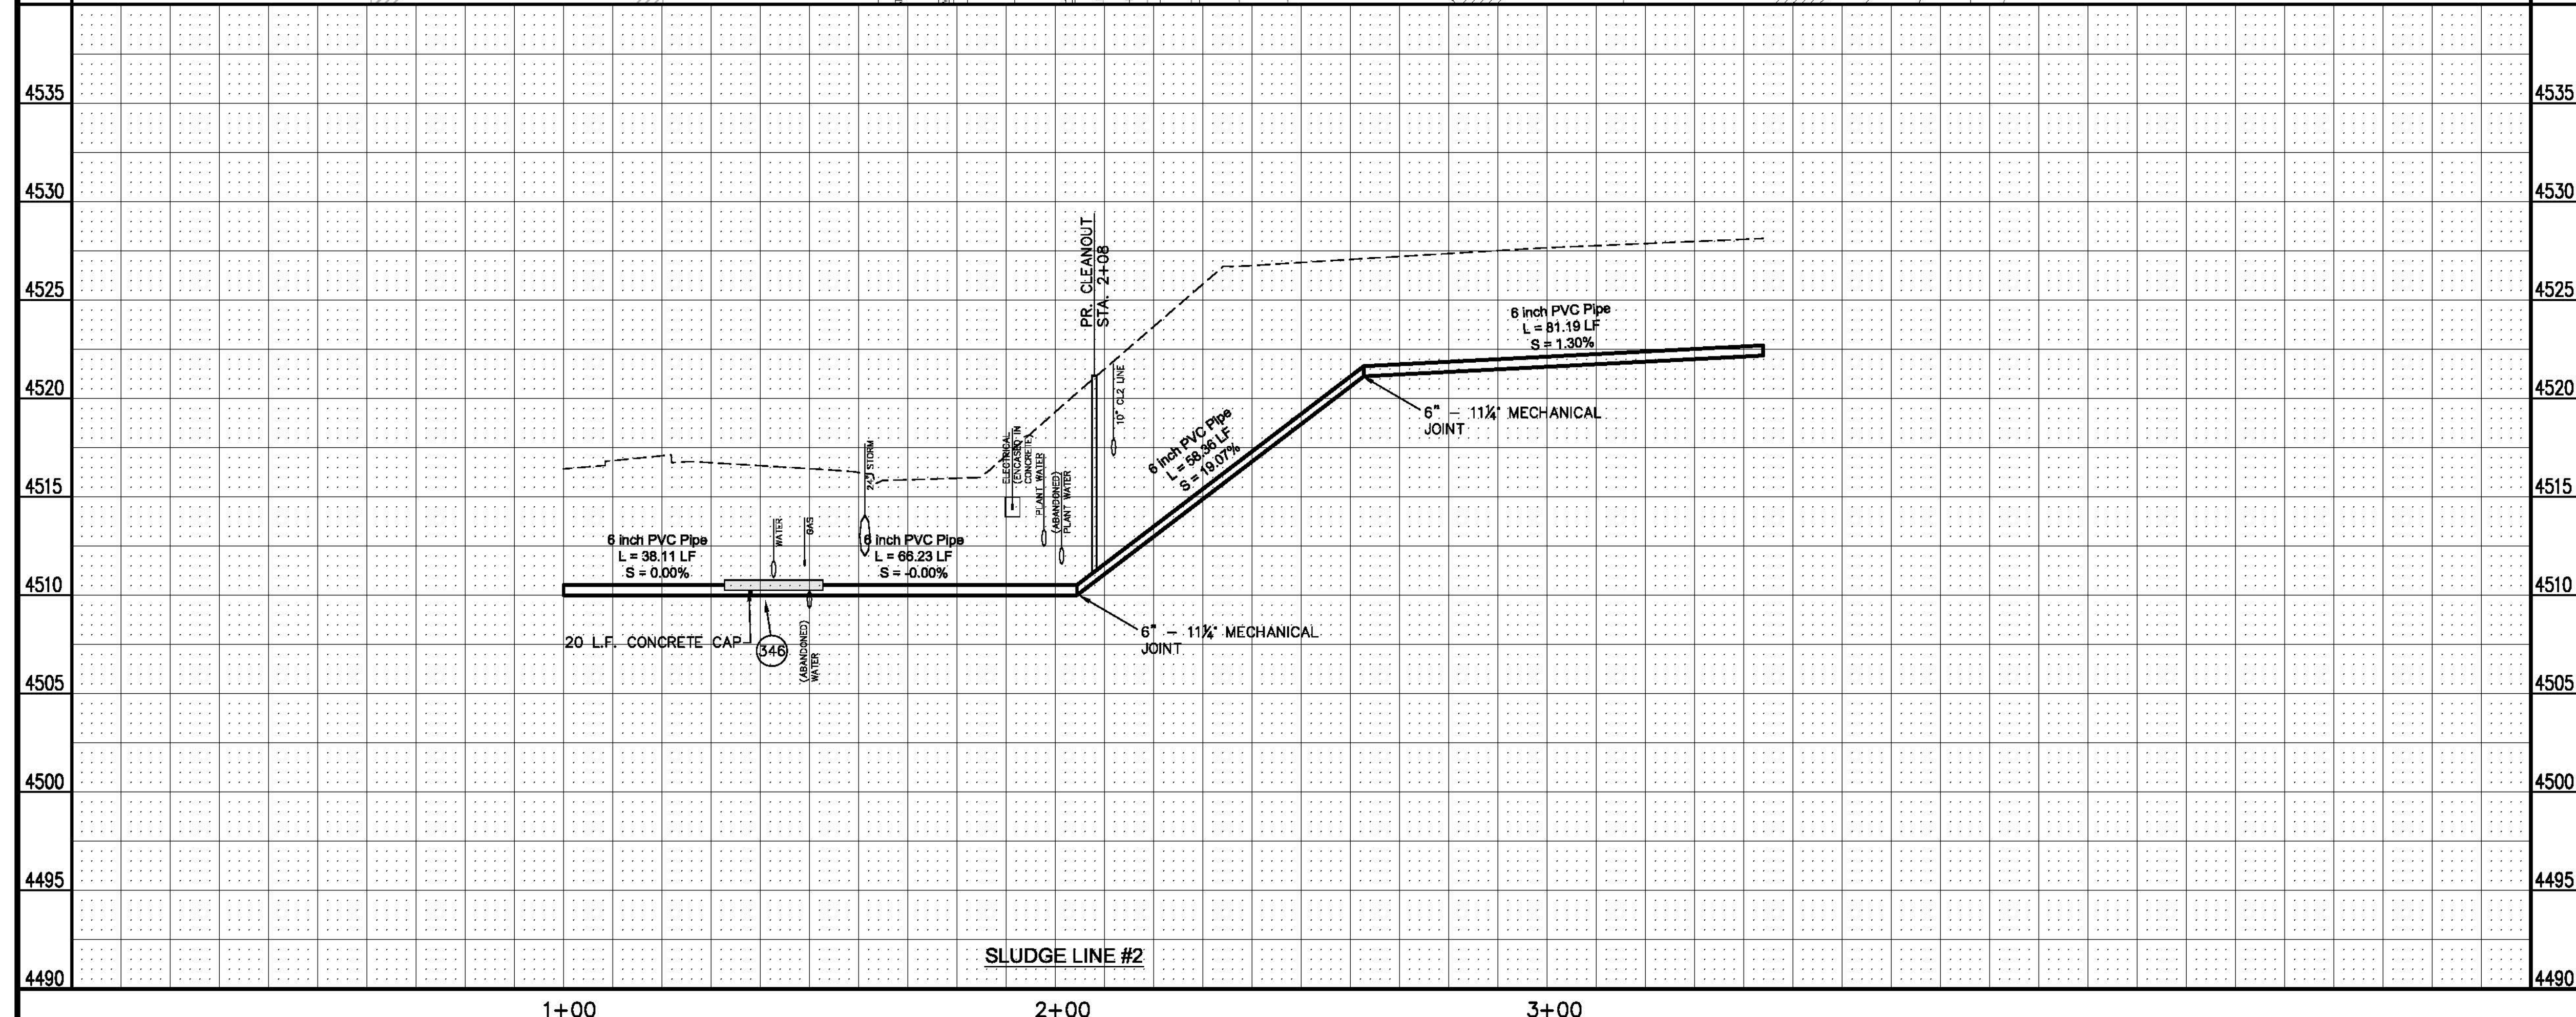 4535
4535
4530
4530
PR. CLEANOUT
STA. 2+08
4525
4525
6 inch PVC Pipe
L = 81.19 LF
S = 1.30%
4520
4520
10" CL2 LINE
6" – 11¼° MECHANICAL
JOINT
6 inch PVC Pipe
L = 58.36 LF
S = 19.07%
24" STORM
ELECTRICAL
(ENCASED IN
CONCRETE)
PLANT WATER
(ABANDONED)
PLANT WATER
4515
4515
WATER
GAS
6 inch PVC Pipe
L = 38.11 LF
S = 0.00%
6 inch PVC Pipe
L = 66.23 LF
S = -0.00%
4510
4510
20 L.F. CONCRETE CAP
346
(ABANDONED)
WATER
6" – 11¼° MECHANICAL
JOINT
4505
4505
4500
4500
4495
4495
SLUDGE LINE #2
4490
4490
1+00
2+00
3+00